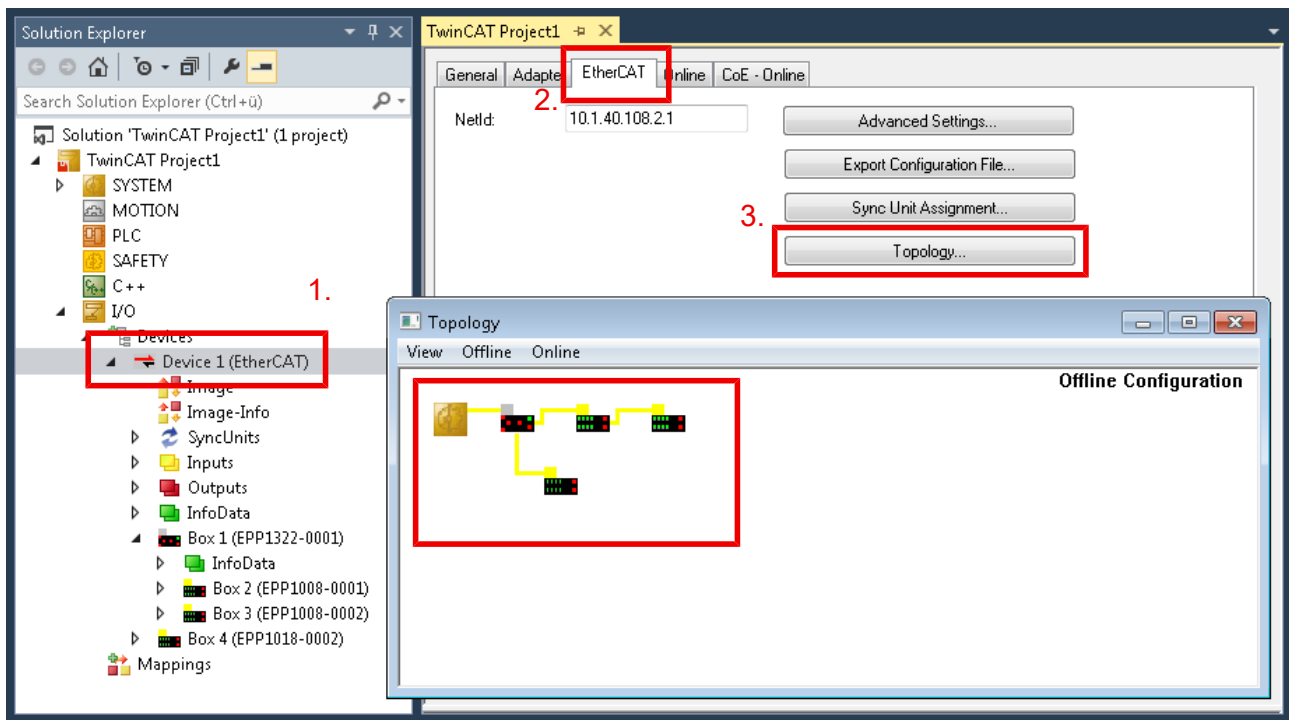 Solution Explorer
Search Solution Explorer (Ctrl+ü)
Solution 'TwinCAT Project1' (1 project)
TwinCAT Project1
SYSTEM
MOTION
PLC
SAFETY
C++
1.
I/O
Devices
Device 1 (EtherCAT)
Image
Image-Info
SyncUnits
Inputs
Outputs
InfoData
Box 1 (EPP1322-0001)
InfoData
Box 2 (EPP1008-0001)
Box 3 (EPP1008-0002)
Box 4 (EPP1018-0002)
Mappings
TwinCAT Project1
General Adapte EtherCAT Online CoE - Online
2.
NetId: 10.1.40.108.2.1
Advanced Settings...
Export Configuration File...
Sync Unit Assignment...
3.
Topology...
Topology
View Offline Online
Offline Configuration